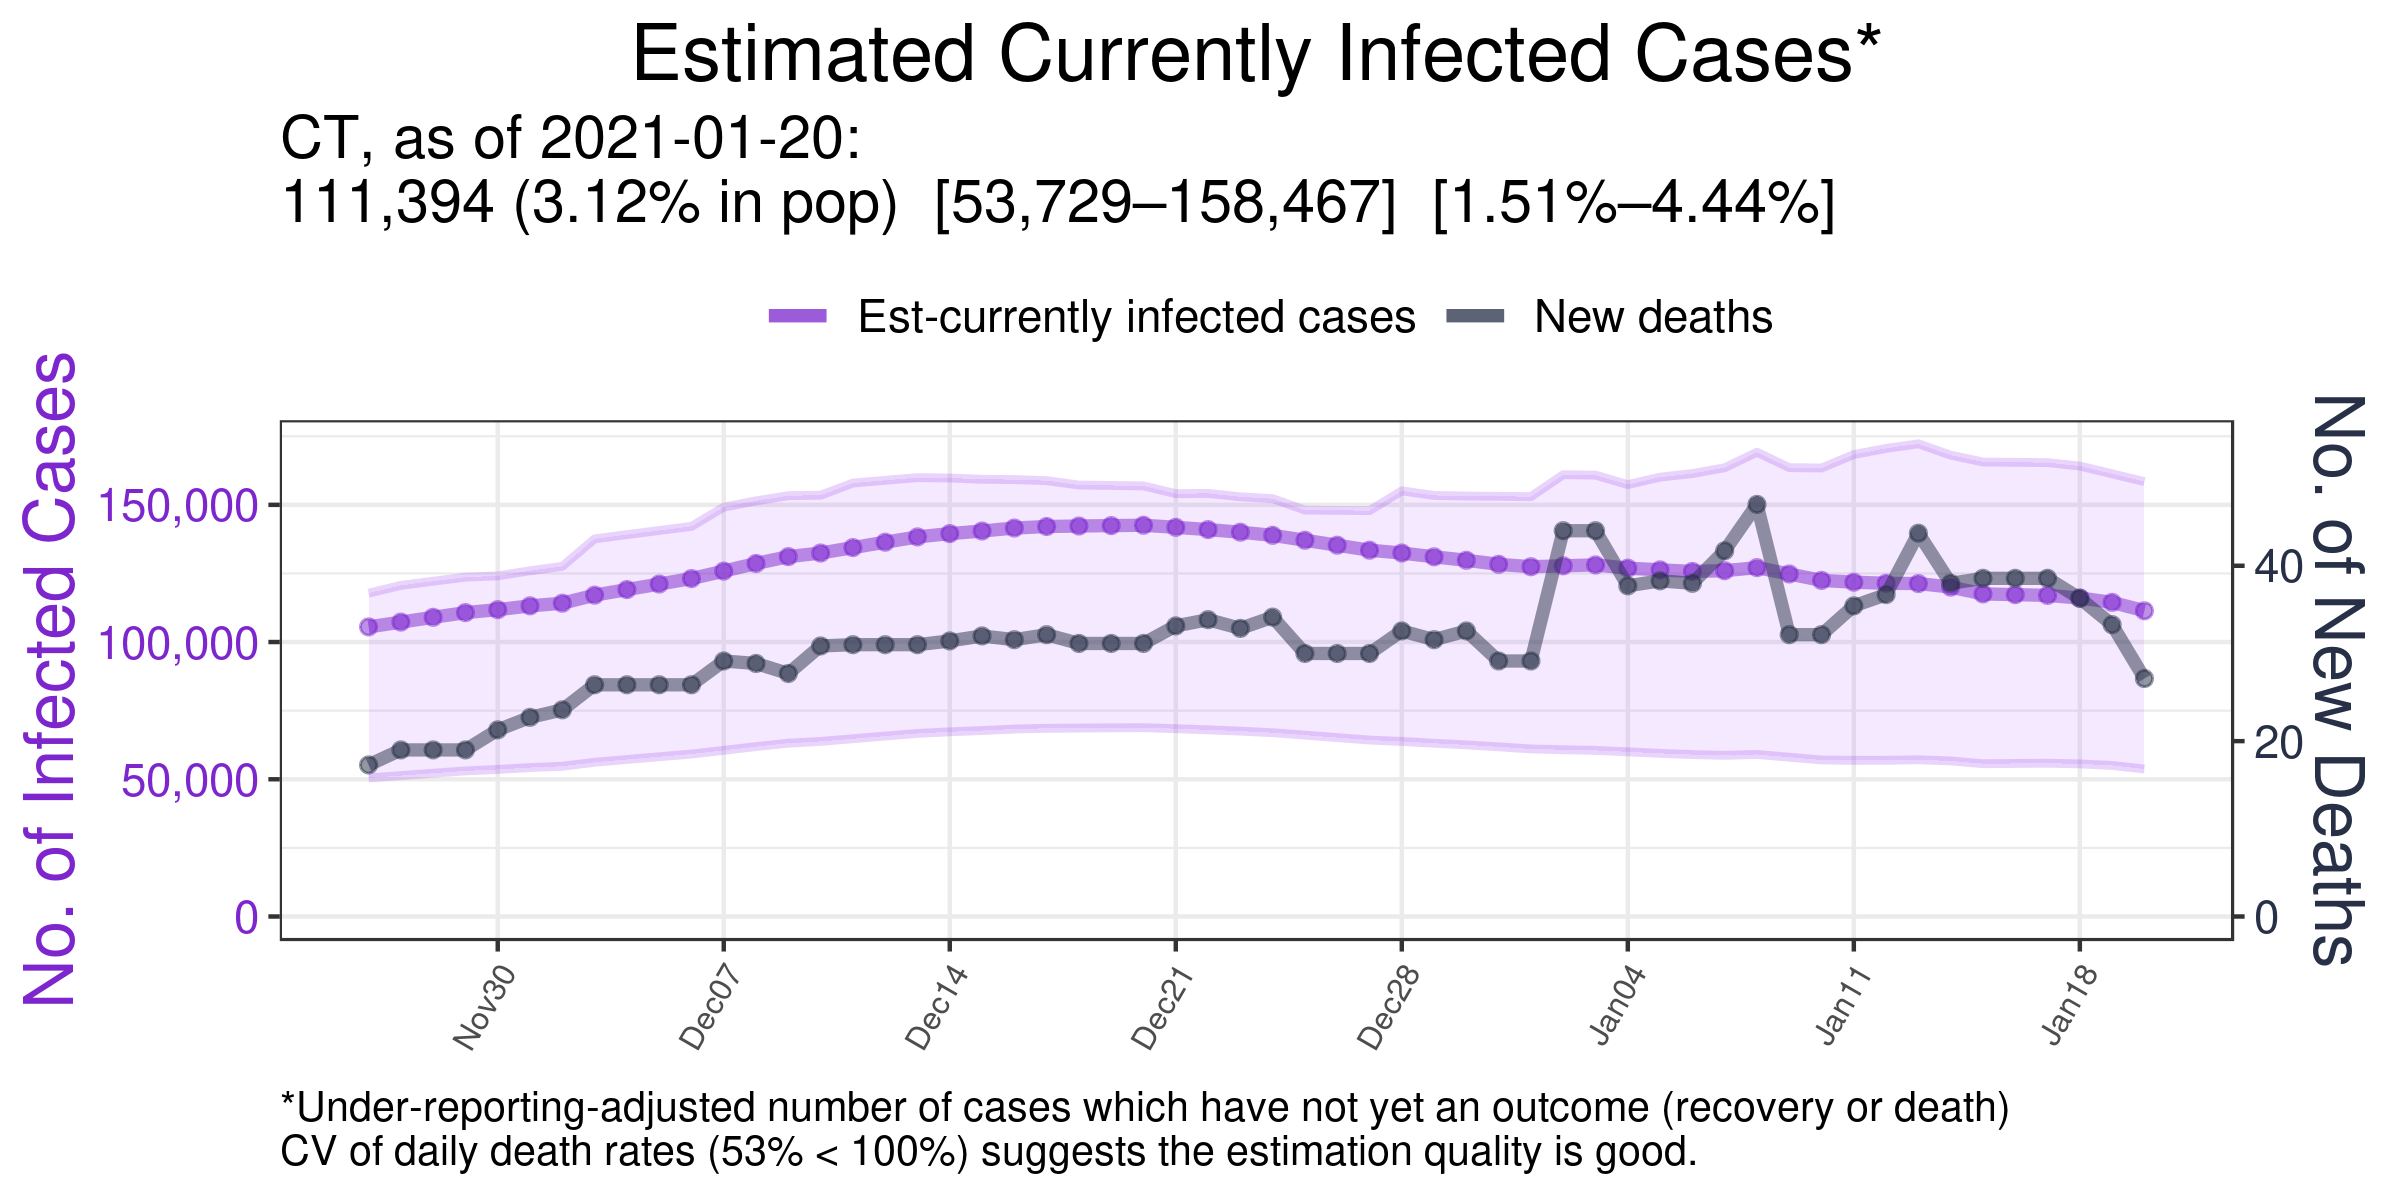 Estimated Currently Infected Cases*
CT, as of 2021-01-20:
111,394 (3.12% in pop)  [53,729–158,467]  [1.51%–4.44%]
Est-currently infected cases
New deaths
No. of Infected Cases
150,000
100,000
50,000
0
No. of New Deaths
40
20
0
Nov30
Dec07
Dec14
Dec21
Dec28
Jan04
Jan11
Jan18
*Under-reporting-adjusted number of cases which have not yet an outcome (recovery or death)
CV of daily death rates (53% < 100%) suggests the estimation quality is good.